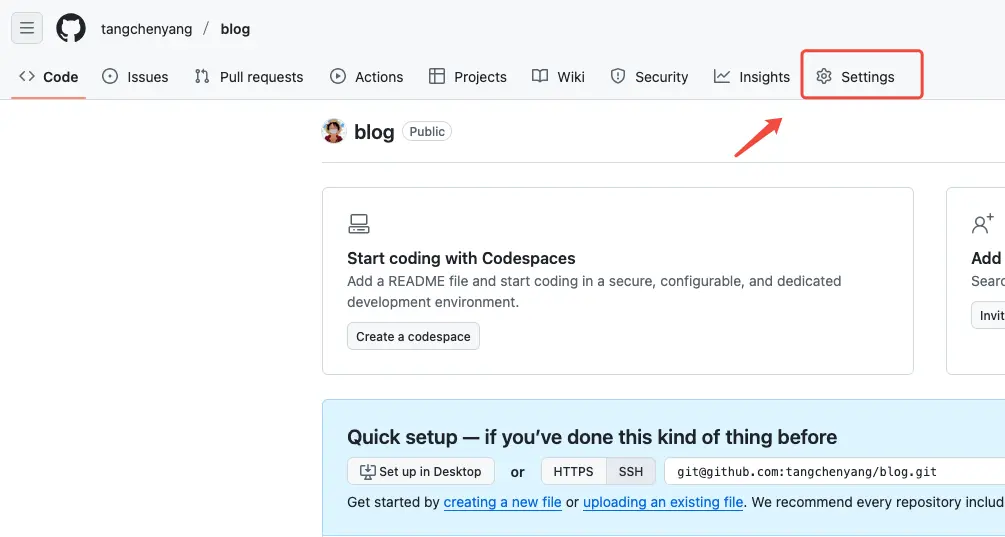 tangchenyang / blog
Code Issues Pull requests Actions Projects Wiki Security Insights Settings
blog Public
Start coding with Codespaces
Add a README file and start coding in a secure, configurable, and dedicated
development environment.
Create a codespace
Add
Searc
Invit
Quick setup — if you’ve done this kind of thing before
Set up in Desktop or HTTPS SSH git@github.com:tangchenyang/blog.git
Get started by creating a new file or uploading an existing file. We recommend every repository includ